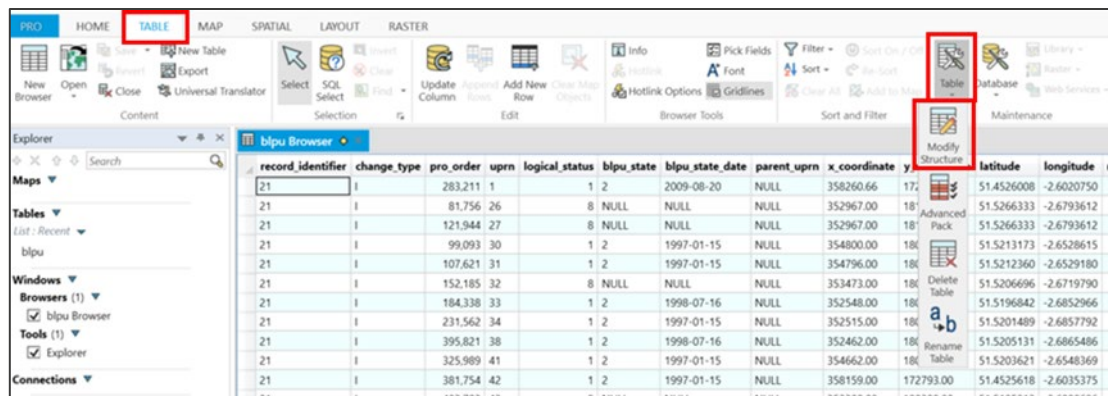 PRO HOME TABLE MAP SPATIAL LAYOUT RASTER
New Browser
Open
Save
Revert
Close
New Table
Export
Universal Translator
Content
Select
SQL Select
Invert
Clear
Find
Selection
Update Column
Append Rows
Add New Row
Clear Map Objects
Edit
Info
Hotlink
Hotlink Options
Pick Fields
Font
Gridlines
Browser Tools
Filter
Sort
Clear All
Sort On / Off
Re-Sort
Add to Map
Sort and Filter
Table
Database
Maintenance
Library
Raster
Web Services
Modify Structure
Advanced Pack
Delete Table
Rename Table
Explorer
Search
Maps
Tables
List : Recent
blpu
Windows
Browsers (1)
blpu Browser
Tools (1)
Explorer
Connections
blpu Browser
record_identifier change_type pro_order uprn logical_status blpu_state blpu_state_date parent_uprn x_coordinate y latitude longitude
21 I 283,211 1 1 2 2009-08-20 NULL 358260.66 172 51.4526008 -2.6020750
21 I 81,756 26 8 NULL NULL NULL 352967.00 18 51.5266333 -2.6793612
21 I 121,944 27 8 NULL NULL NULL 352967.00 18 51.5266333 -2.6793612
21 I 99,093 30 1 2 1997-01-15 NULL 354800.00 180 51.5213173 -2.6528615
21 I 107,621 31 1 2 1997-01-15 NULL 354796.00 180 51.5212360 -2.6529180
21 I 152,185 32 8 NULL NULL NULL 353473.00 180 51.5206696 -2.6719790
21 I 184,338 33 1 2 1998-07-16 NULL 352548.00 180 51.5196842 -2.6852966
21 I 231,562 34 1 2 1997-01-15 NULL 352515.00 180 51.5201489 -2.6857792
21 I 395,821 38 1 2 1998-07-16 NULL 352462.00 180 51.5205131 -2.6865486
21 I 325,989 41 1 2 1997-01-15 NULL 354662.00 180 51.5203621 -2.6548369
21 I 381,754 42 1 2 1997-01-15 NULL 358159.00 172793.00 51.4525618 -2.6035375